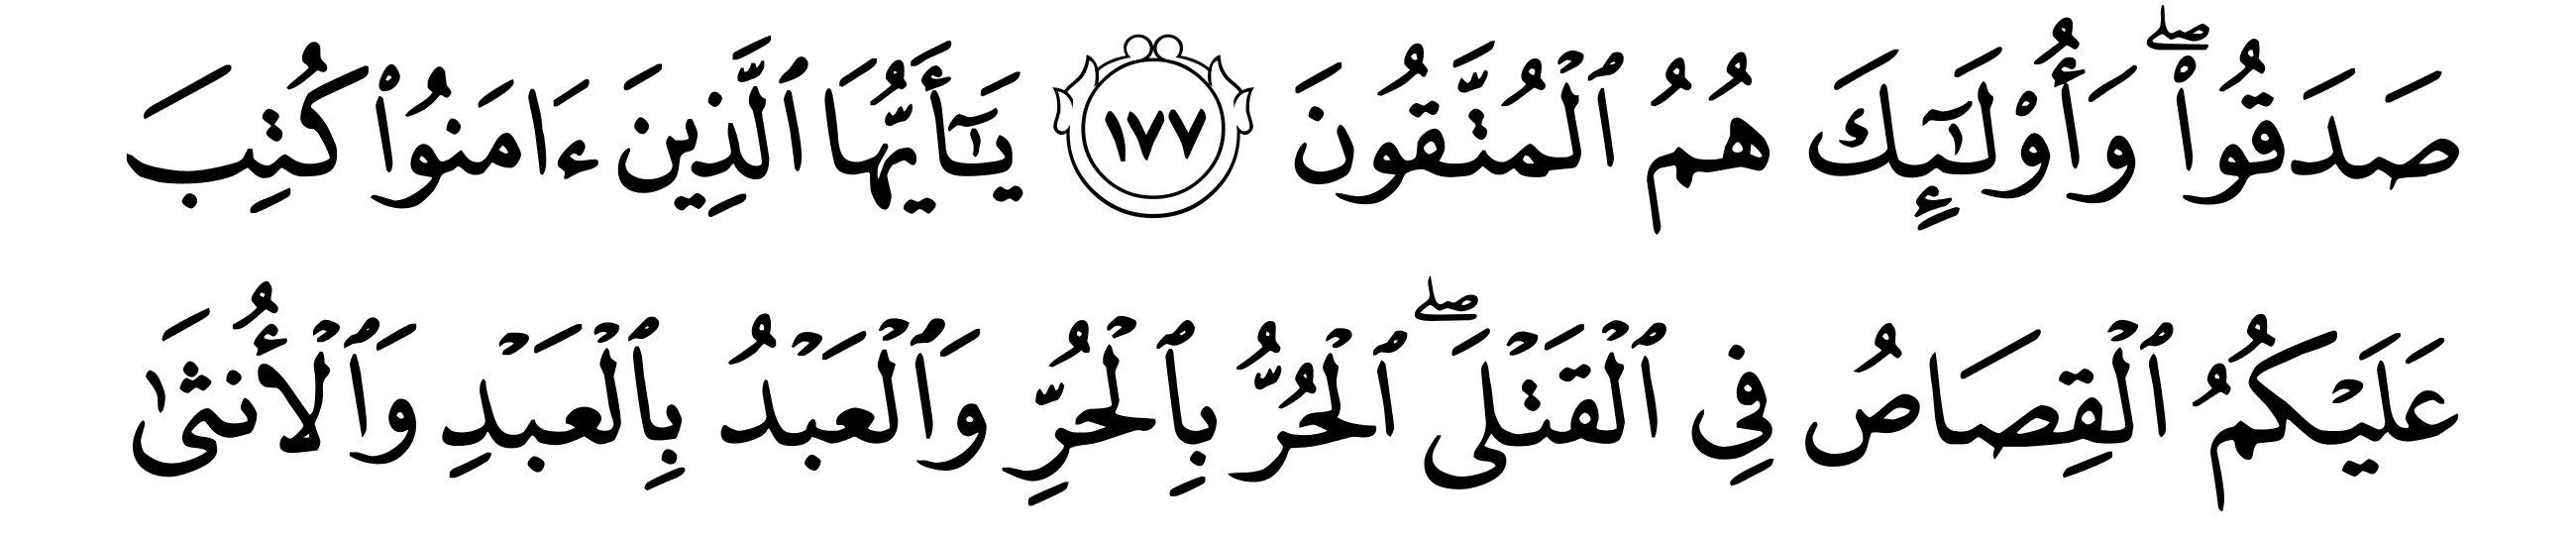 صَدَقُوا۟ۖ وَأُو۟لَـٰٓئِكَ هُمُ ٱلْمُتَّقُونَ ١٧٧ يَـٰٓأَيُّهَا ٱلَّذِينَ ءَامَنُوا۟ كُتِبَ
عَلَيْكُمُ ٱلْقِصَاصُ فِى ٱلْقَتْلَىۖ ٱلْحُرُّ بِٱلْحُرِّ وَٱلْعَبْدُ بِٱلْعَبْدِ وَٱلْأُنثَىٰ